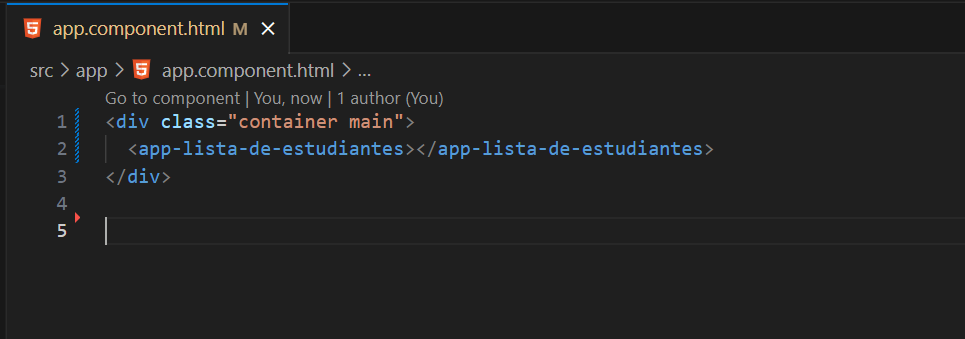 app.component.html M
src > app > app.component.html > ...
Go to component | You, now | 1 author (You)
1 <div class="container main">
2 <app-lista-de-estudiantes></app-lista-de-estudiantes>
3 </div>
4
5